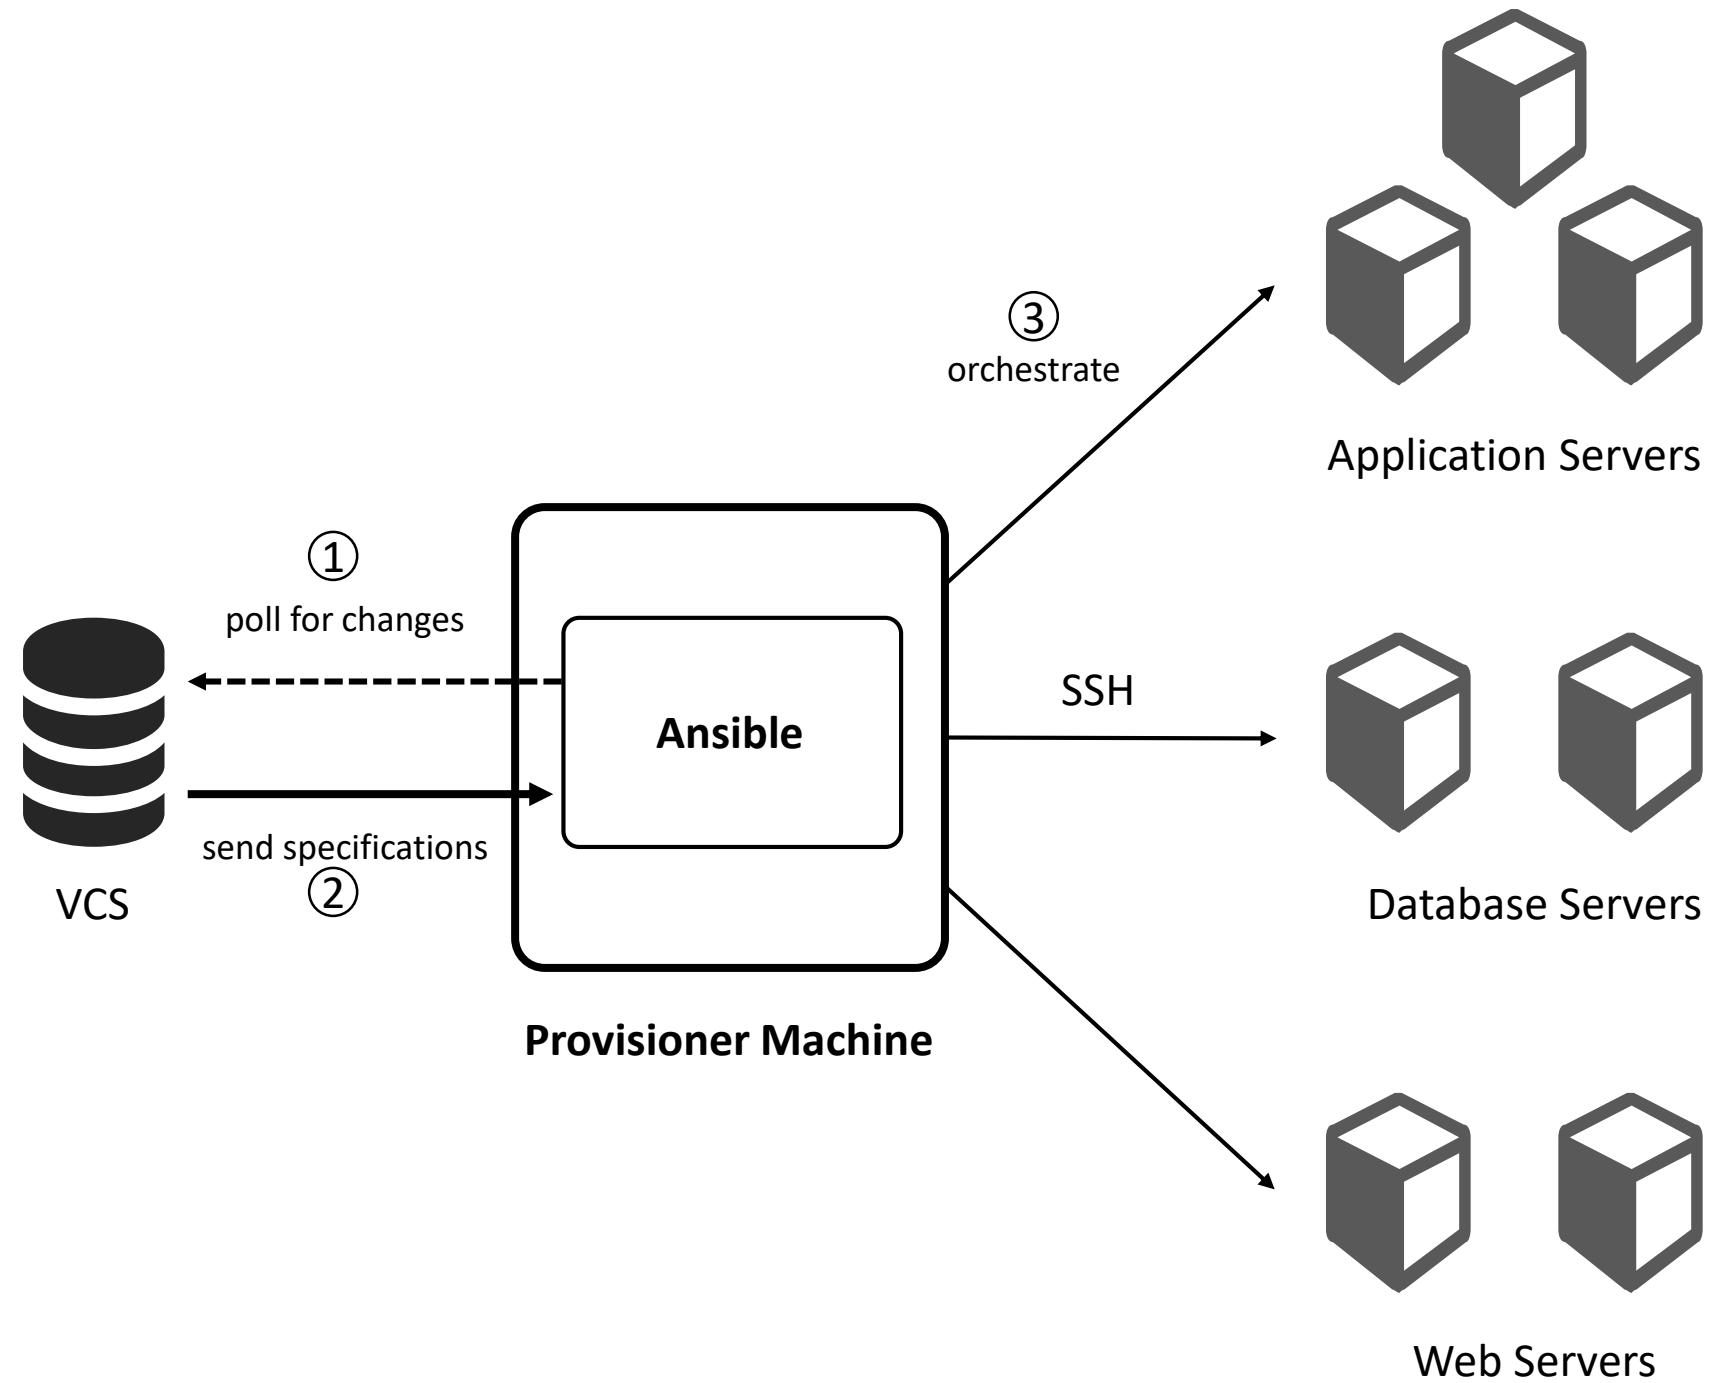 ③
orchestrate
Application Servers
①
poll for changes
SSH
Ansible
send specifications
②
VCS
Database Servers
Provisioner Machine
Web Servers